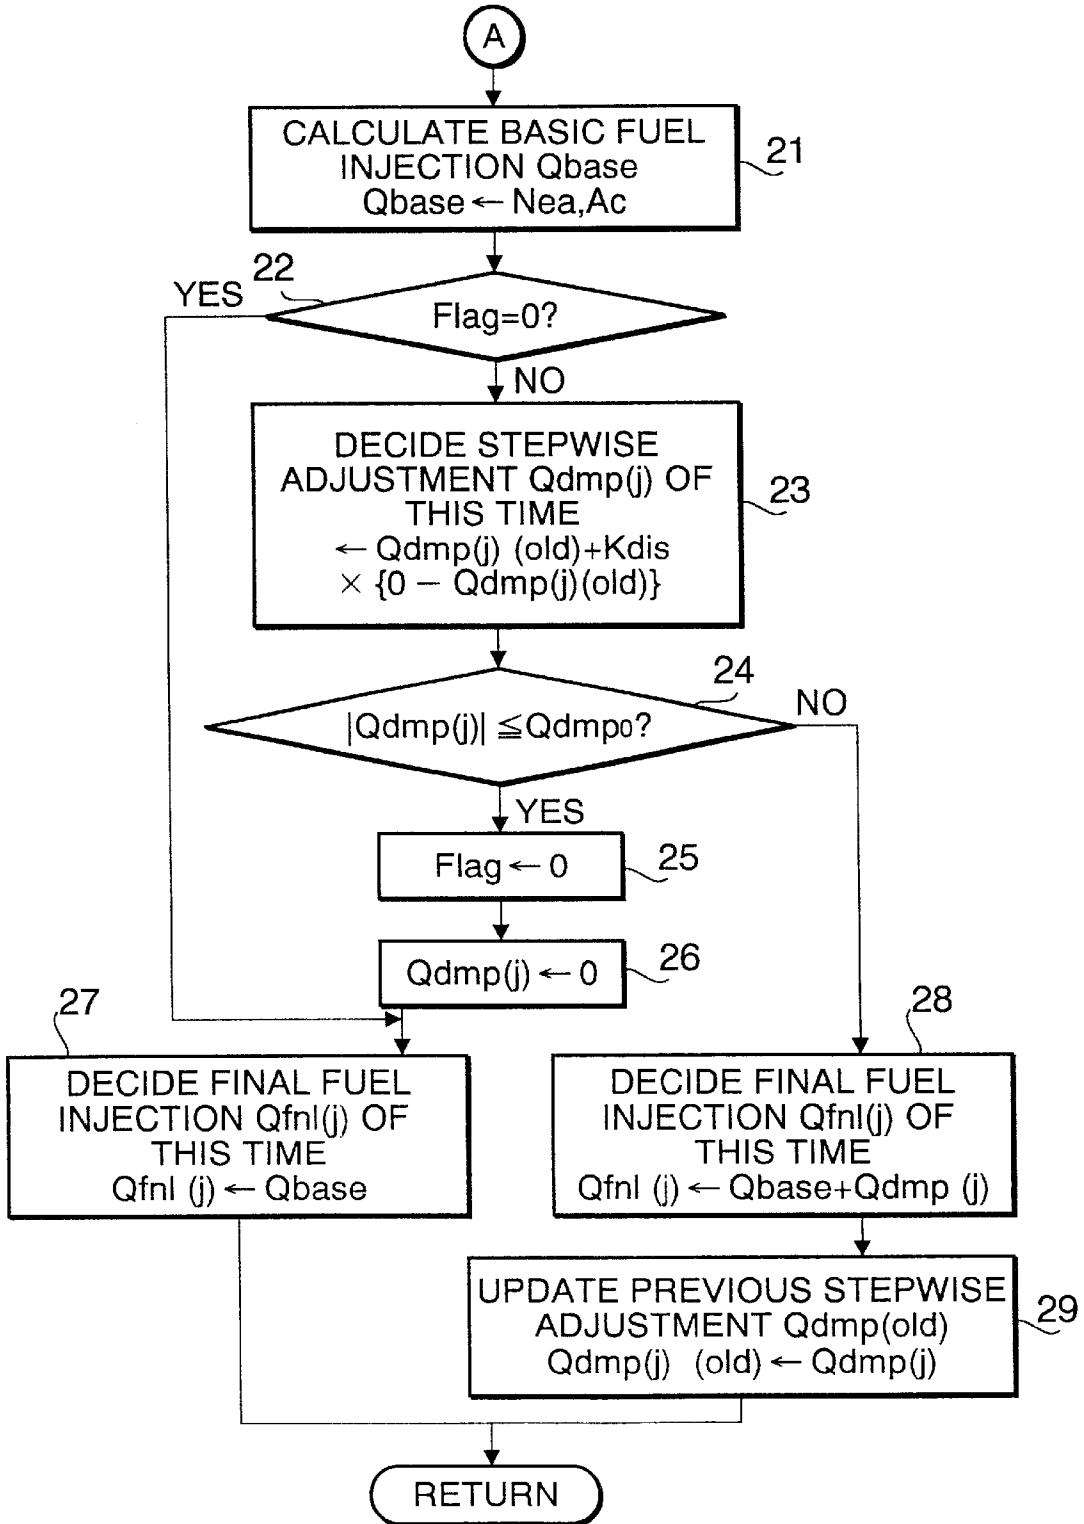 A
CALCULATE BASIC FUEL
INJECTION Qbase
Qbase ← Nea,Ac
21
22
YES
Flag=0?
NO
DECIDE STEPWISE
ADJUSTMENT Qdmp(j) OF
THIS TIME
← Qdmp(j) (old)+Kdis
× {0 − Qdmp(j)(old)}
23
24
NO
|Qdmp(j)| ≦ Qdmp0?
YES
Flag ← 0
25
Qdmp(j) ← 0
26
27
DECIDE FINAL FUEL
INJECTION Qfnl(j) OF
THIS TIME
Qfnl (j) ← Qbase
28
DECIDE FINAL FUEL
INJECTION Qfnl(j) OF
THIS TIME
Qfnl (j) ← Qbase+Qdmp (j)
UPDATE PREVIOUS STEPWISE
ADJUSTMENT Qdmp(old)
Qdmp(j) (old) ← Qdmp(j)
29
RETURN